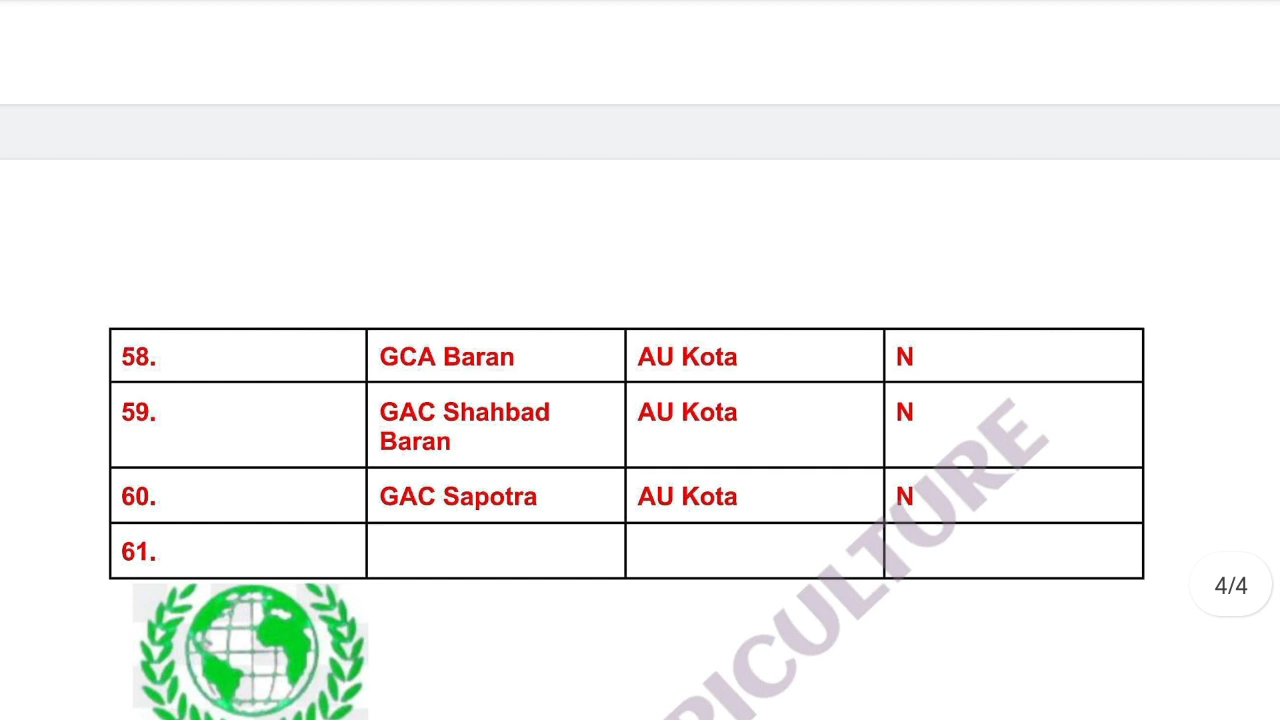 58. GCA Baran AU Kota N
59. GAC Shahbad AU Kota N
Baran
60. GAC Sapotra AU Kota N
61.
4/4
RICULTURE